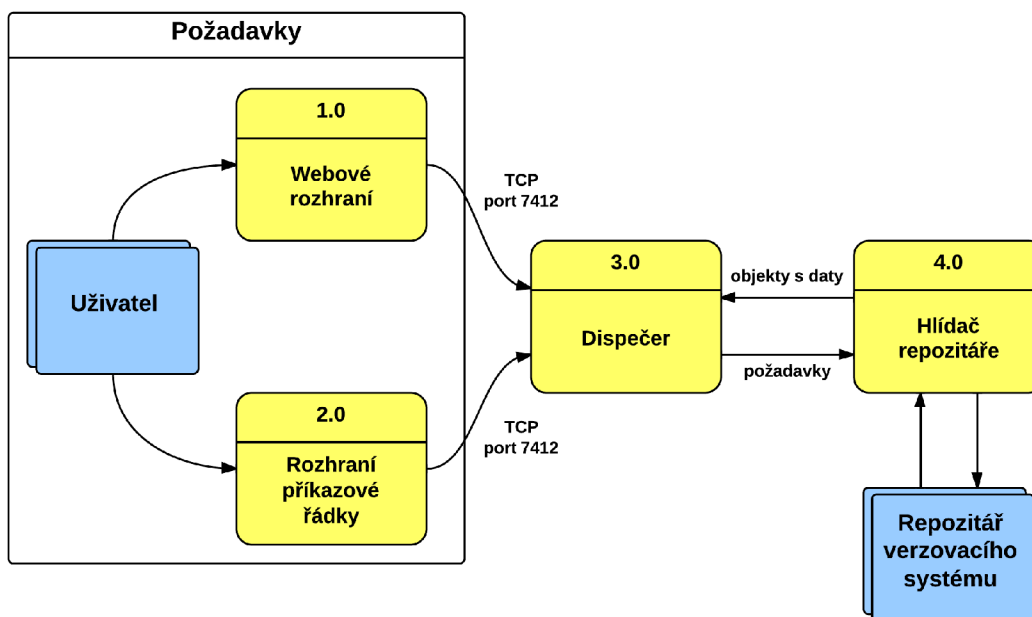 Požadavky
1.0
Webové
rozhraní
TCP
port 7412
Uživatel
3.0
Dispečer
objekty s daty
požadavky
4.0
Hlídač
repozitáře
2.0
Rozhraní
příkazové
řádky
TCP
port 7412
Repozitář
verzovacího
systému